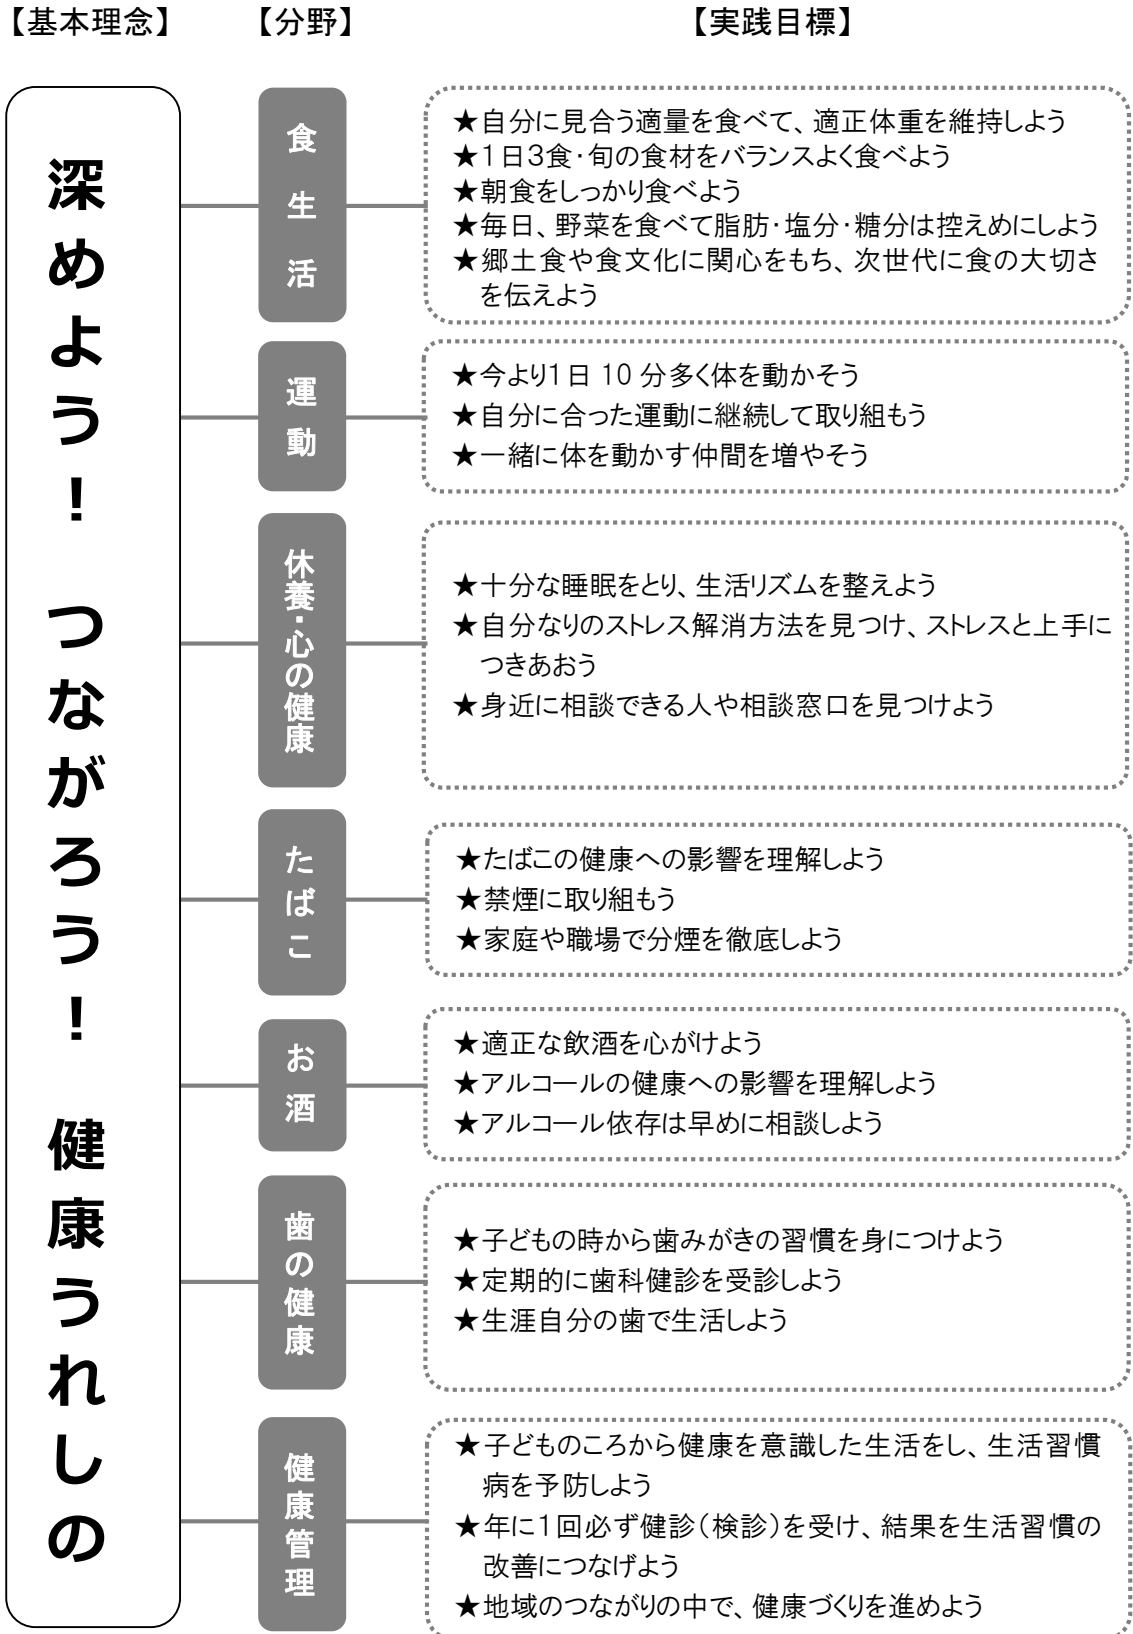 【基本理念】 【分野】 【実践目標】
深めよう！ つながろう！ 健康うれしの
食生活
★自分に見合う適量を食べて、適正体重を維持しよう
★1日3食・旬の食材をバランスよく食べよう
★朝食をしっかり食べよう
★毎日、野菜を食べて脂肪・塩分・糖分は控えめにしよう
★郷土食や食文化に関心をもち、次世代に食の大切さ
を伝えよう
運動
★今より1日 10 分多く体を動かそう
★自分に合った運動に継続して取り組もう
★一緒に体を動かす仲間を増やそう
休養・心の健康
★十分な睡眠をとり、生活リズムを整えよう
★自分なりのストレス解消方法を見つけ、ストレスと上手に
つきあおう
★身近に相談できる人や相談窓口を見つけよう
たばこ
★たばこの健康への影響を理解しよう
★禁煙に取り組もう
★家庭や職場で分煙を徹底しよう
お酒
★適正な飲酒を心がけよう
★アルコールの健康への影響を理解しよう
★アルコール依存は早めに相談しよう
歯の健康
★子どもの時から歯みがきの習慣を身につけよう
★定期的に歯科健診を受診しよう
★生涯自分の歯で生活しよう
健康管理
★子どものころから健康を意識した生活をし、生活習慣
病を予防しよう
★年に1回必ず健診（検診）を受け、結果を生活習慣の
改善につなげよう
★地域のつながりの中で、健康づくりを進めよう